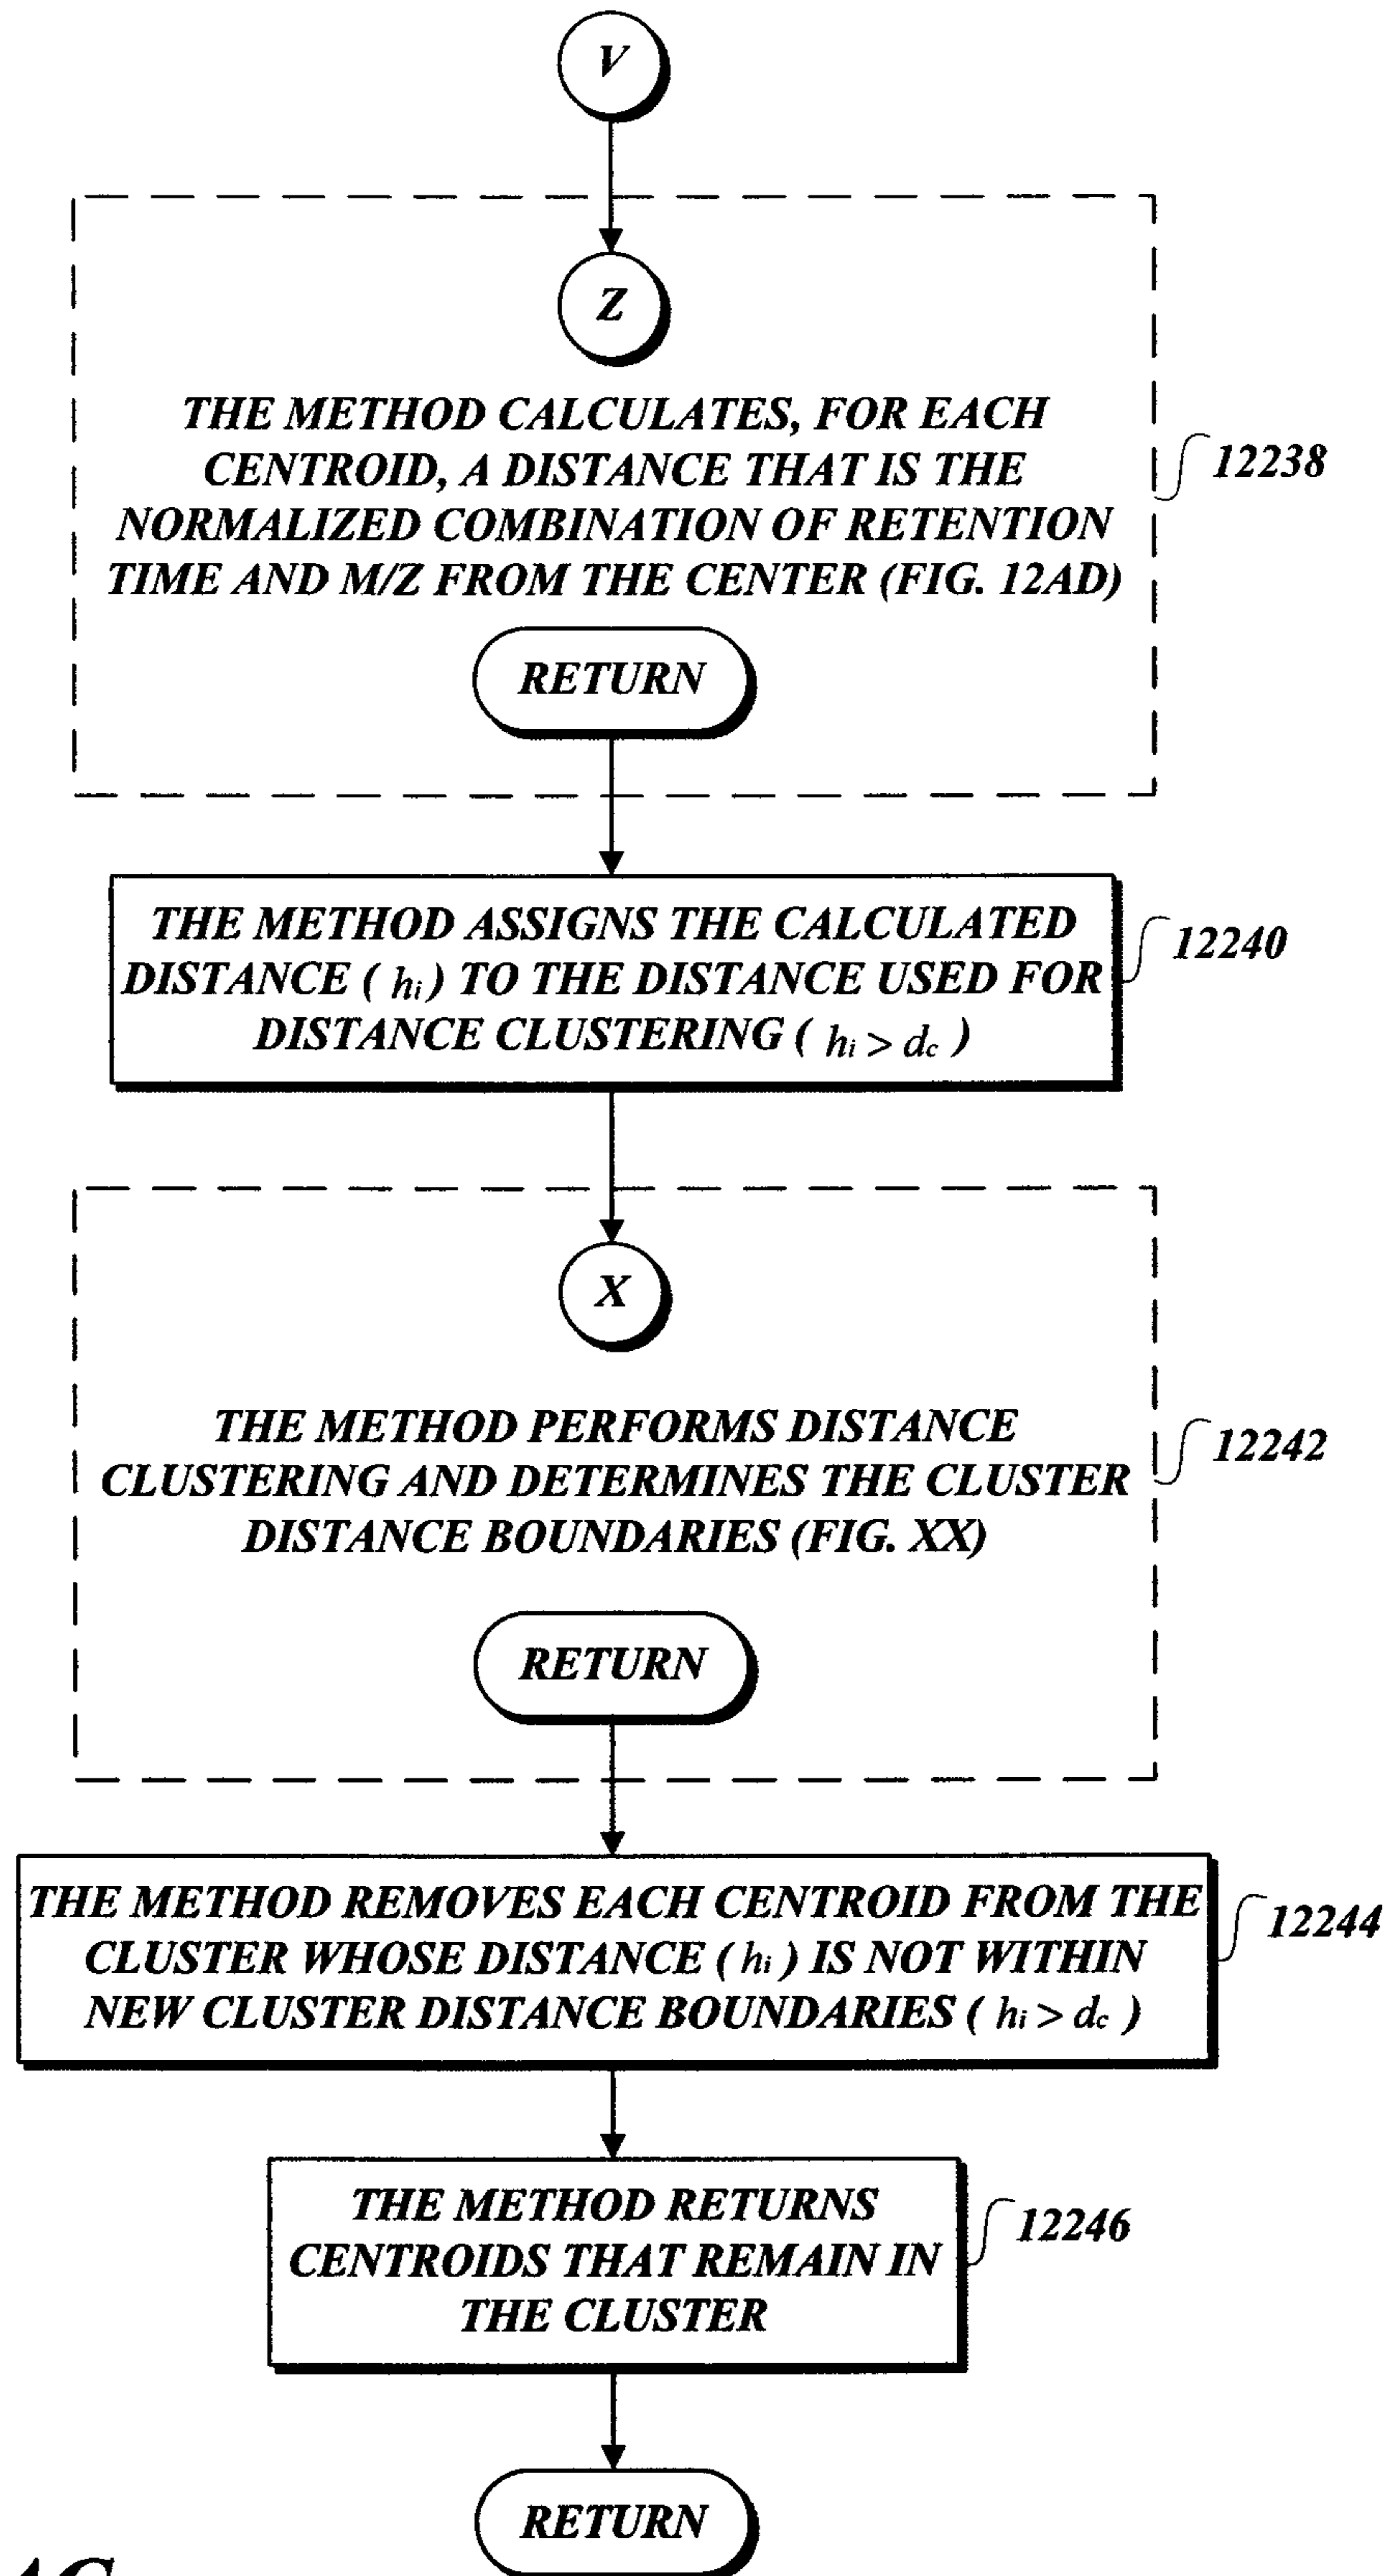 V
Z
THE METHOD CALCULATES, FOR EACH
CENTROID, A DISTANCE THAT IS THE
NORMALIZED COMBINATION OF RETENTION
TIME AND M/Z FROM THE CENTER (FIG. 12AD)
12238
RETURN
THE METHOD ASSIGNS THE CALCULATED
DISTANCE ( hi ) TO THE DISTANCE USED FOR
DISTANCE CLUSTERING ( hi > dc )
12240
X
THE METHOD PERFORMS DISTANCE
CLUSTERING AND DETERMINES THE CLUSTER
DISTANCE BOUNDARIES (FIG. XX)
12242
RETURN
THE METHOD REMOVES EACH CENTROID FROM THE
CLUSTER WHOSE DISTANCE ( hi ) IS NOT WITHIN
NEW CLUSTER DISTANCE BOUNDARIES ( hi > dc )
12244
THE METHOD RETURNS
CENTROIDS THAT REMAIN IN
THE CLUSTER
12246
RETURN